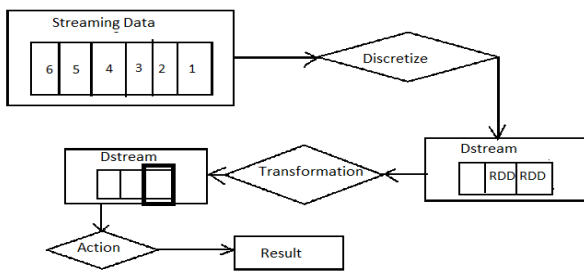 Streaming Data
6 5 4 3 2 1
Discretize
Dstream
RDD RDD
Transformation
Dstream
Action
Result